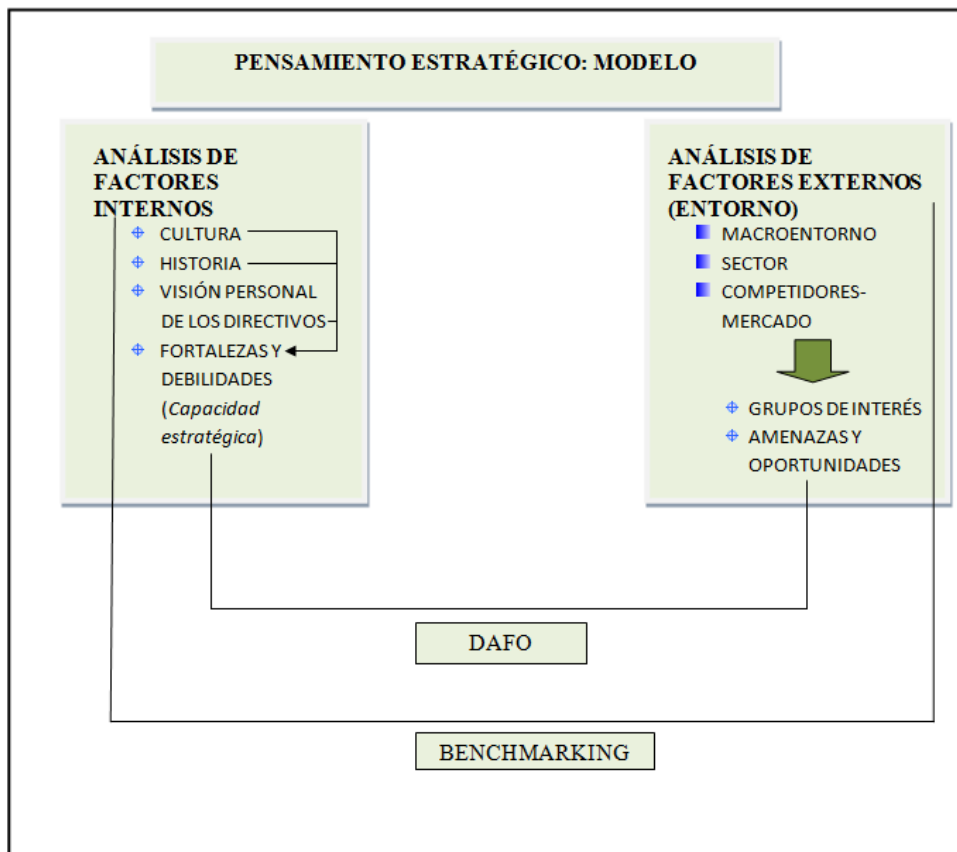 PENSAMIENTO ESTRATÉGICO: MODELO
ANÁLISIS DE
FACTORES
INTERNOS
CULTURA
HISTORIA
VISIÓN PERSONAL
DE LOS DIRECTIVOS
FORTALEZAS Y
DEBILIDADES
(Capacidad
estratégica)
ANÁLISIS DE
FACTORES EXTERNOS
(ENTORNO)
MACROENTORNO
SECTOR
COMPETIDORES-
MERCADO
GRUPOS DE INTERÉS
AMENAZAS Y
OPORTUNIDADES
DAFO
BENCHMARKING